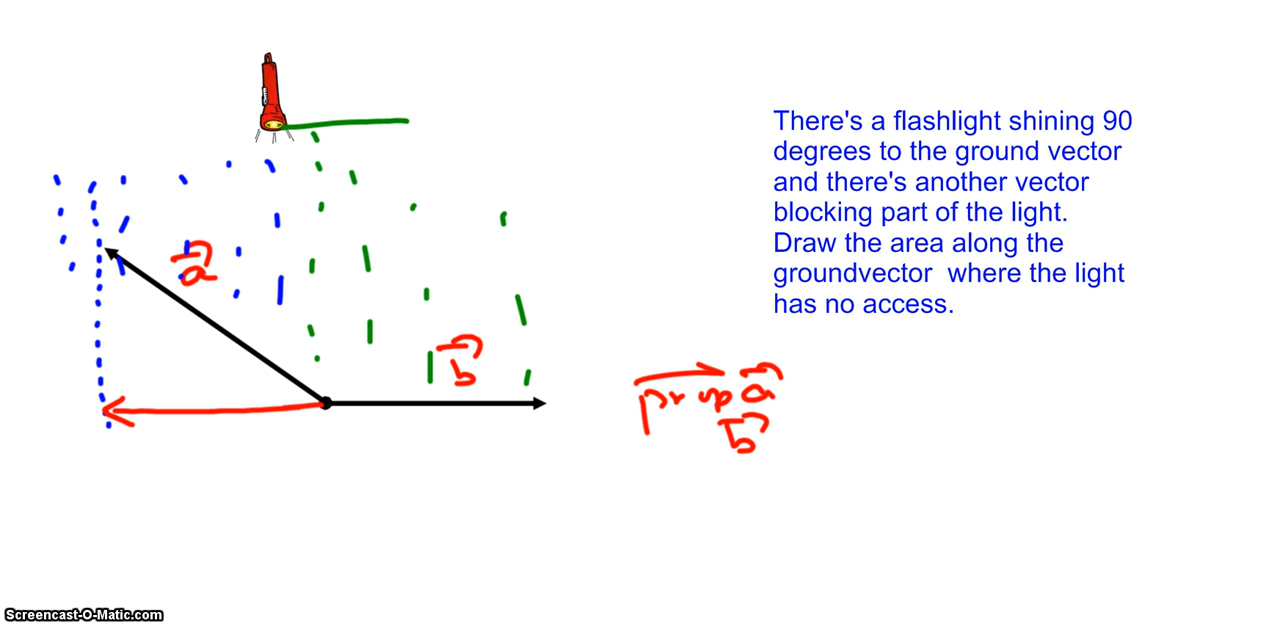 There's a flashlight shining 90
degrees to the ground vector
and there's another vector
blocking part of the light.
Draw the area along the
groundvector where the light
has no access.
a
b
a
b
Screencast-O-Matic.com